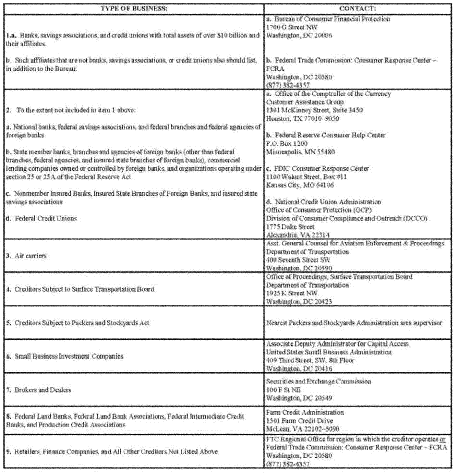 TYPE OF BUSINESS:
CONTACT:
1.a. Banks, savings associations, and credit unions with total assets of over $10 billion and
their affiliates.
b. Such affiliates that are not banks, savings associations, or credit unions also should list,
in addition to the Bureau:
a. Bureau of Consumer Financial Protection
1700 G Street NW
Washington, DC 20006
b. Federal Trade Commission: Consumer Response Center –
FCRA
Washington, DC 20580
(877) 382-4357
2. To the extent not included in item 1 above:
a. National banks, federal savings associations, and federal branches and federal agencies of
foreign banks
b. State member banks, branches and agencies of foreign banks (other than federal
branches, federal agencies, and insured state branches of foreign banks), commercial
lending companies owned or controlled by foreign banks, and organizations operating under
section 25 or 25A of the Federal Reserve Act
c. Nonmember Insured Banks, Insured State Branches of Foreign Banks, and insured state
savings associations
d. Federal Credit Unions
a. Office of the Comptroller of the Currency
Customer Assistance Group
1301 McKinney Street, Suite 3450
Houston, TX 77010-9050
b. Federal Reserve Consumer Help Center
P.O. Box 1200
Minneapolis, MN 55480
c. FDIC Consumer Response Center
1100 Walnut Street, Box #11
Kansas City, MO 64106
d. National Credit Union Administration
Office of Consumer Protection (OCP)
Division of Consumer Compliance and Outreach (DCCO)
1775 Duke Street
Alexandria, VA 22314
3. Air carriers
Asst. General Counsel for Aviation Enforcement & Proceedings
Department of Transportation
400 Seventh Street SW
Washington, DC 20590
4. Creditors Subject to Surface Transportation Board
Office of Proceedings, Surface Transportation Board
Department of Transportation
1925 K Street NW
Washington, DC 20423
5. Creditors Subject to Packers and Stockyards Act
Nearest Packers and Stockyards Administration area supervisor
6. Small Business Investment Companies
Associate Deputy Administrator for Capital Access
United States Small Business Administration
409 Third Street, SW, 8th Floor
Washington, DC 20416
7. Brokers and Dealers
Securities and Exchange Commission
100 F St NE
Washington, DC 20549
8. Federal Land Banks, Federal Land Bank Associations, Federal Intermediate Credit
Banks, and Production Credit Associations
Farm Credit Administration
1501 Farm Credit Drive
McLean, VA 22102-5090
9. Retailers, Finance Companies, and All Other Creditors Not Listed Above
FTC Regional Office for region in which the creditor operates or
Federal Trade Commission: Consumer Response Center – FCRA
Washington, DC 20580
(877) 382-4357